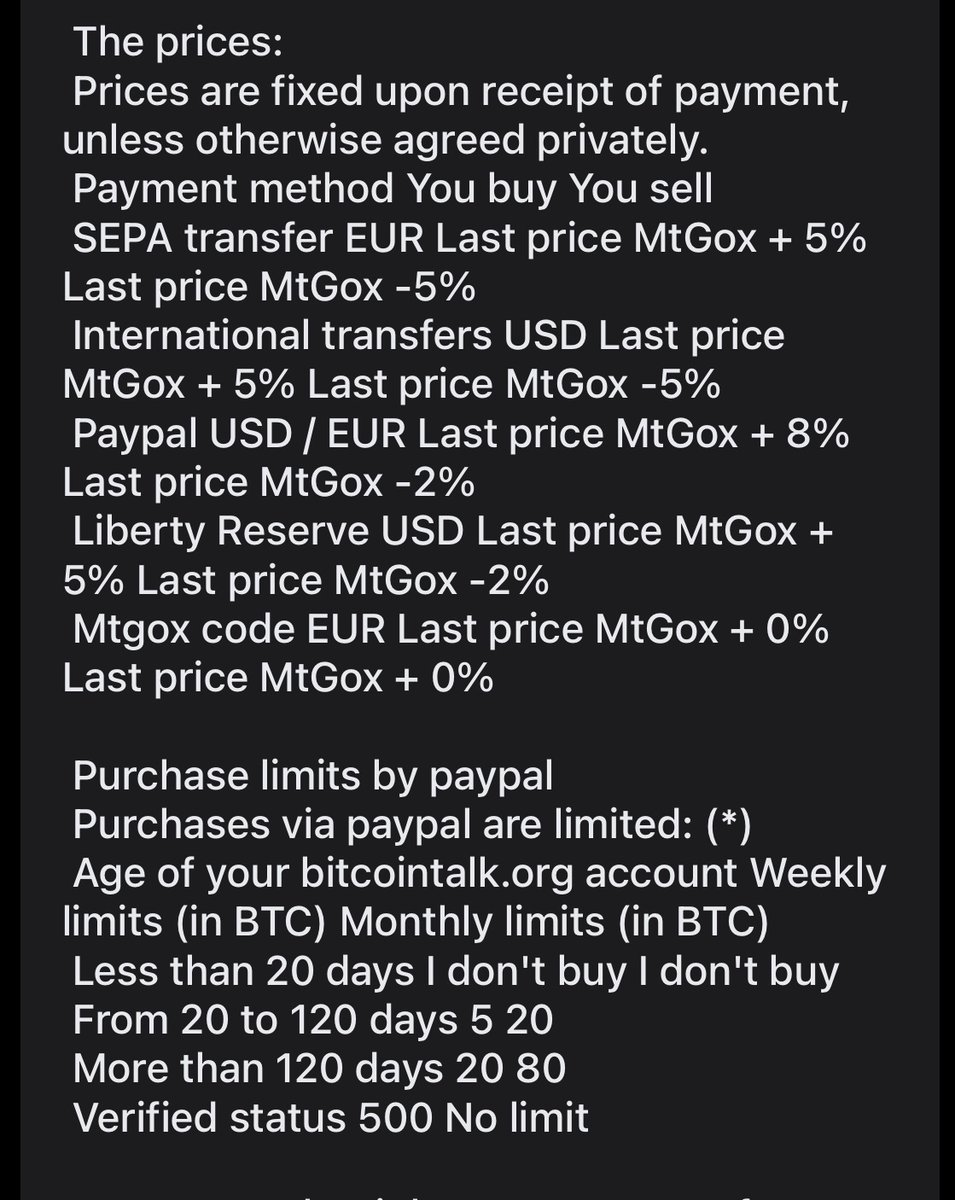 The prices:
Prices are fixed upon receipt of payment,
unless otherwise agreed privately.
Payment method You buy You sell
SEPA transfer EUR Last price MtGox + 5%
Last price MtGox -5%
International transfers USD Last price
MtGox + 5% Last price MtGox -5%
Paypal USD / EUR Last price MtGox + 8%
Last price MtGox -2%
Liberty Reserve USD Last price MtGox +
5% Last price MtGox -2%
Mtgox code EUR Last price MtGox + 0%
Last price MtGox + 0%
Purchase limits by paypal
Purchases via paypal are limited: (*)
Age of your bitcointalk.org account Weekly
limits (in BTC) Monthly limits (in BTC)
Less than 20 days I don't buy I don't buy
From 20 to 120 days 5 20
More than 120 days 20 80
Verified status 500 No limit